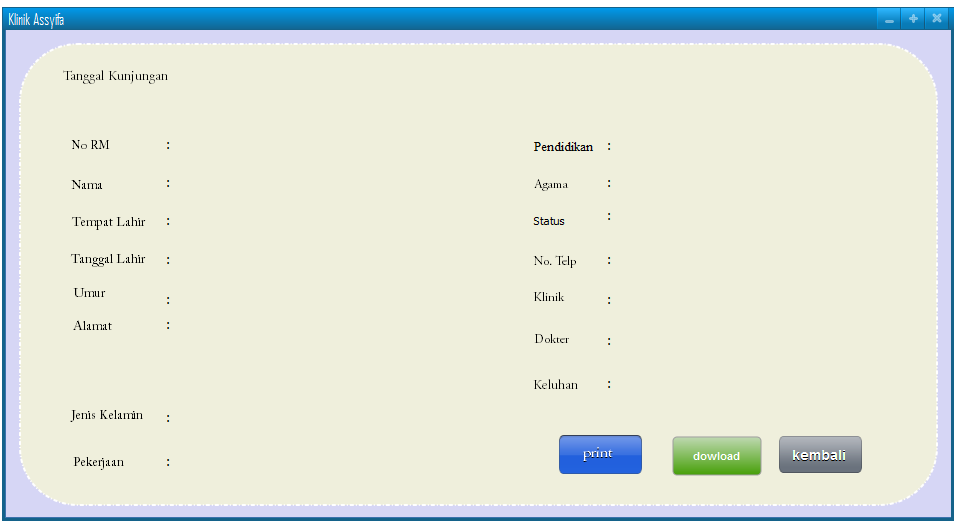 Klinik Assyifa
Tanggal Kunjungan
No RM :
Nama :
Tempat Lahir :
Tanggal Lahir :
Umur :
Alamat :
Jenis Kelamin :
Pekerjaan :
Pendidikan :
Agama :
Status :
No. Telp :
Klinik :
Dokter :
Keluhan :
print
dowload
kembali